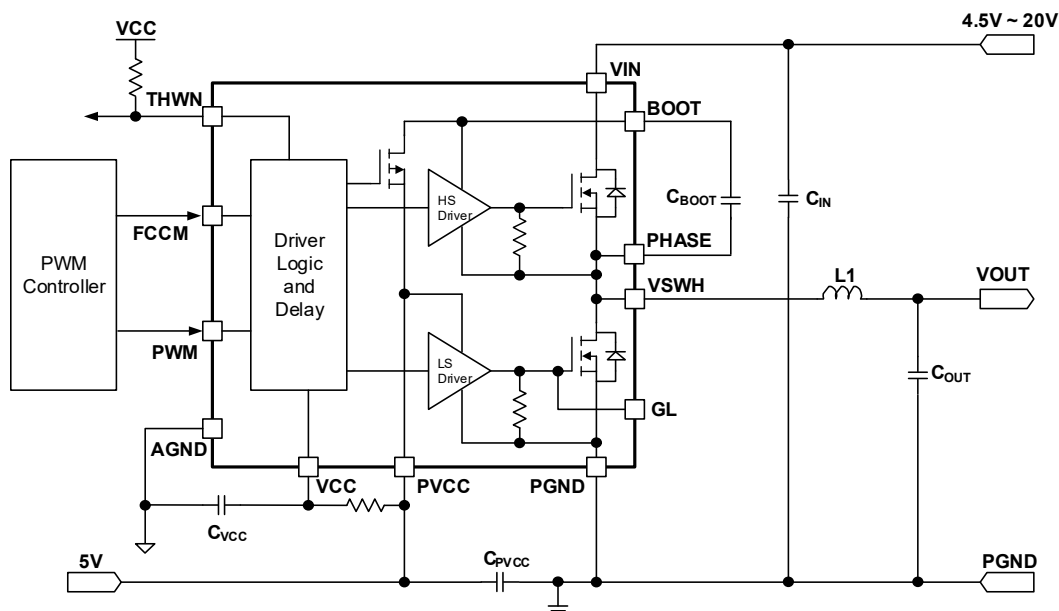 VCC
4.5V ~ 20V
VIN
THWN
BOOT
HS
Driver
CBOOT
CIN
FCCM
PHASE
PWM
Controller
Driver
Logic
and
Delay
VSWH
L1
VOUT
PWM
LS
Driver
COUT
GL
AGND
VCC
PVCC
PGND
CVCC
5V
CPVCC
PGND